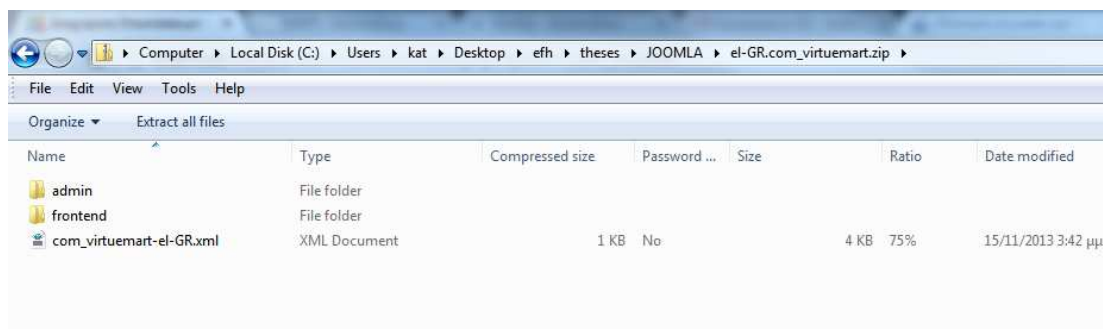 Computer Local Disk (C:) Users kat Desktop efh theses JOOMLA el-GR.com_virtuemart.zip
File Edit View Tools Help
Organize Extract all files
Name Type Compressed size Password ... Size Ratio Date modified
admin File folder
frontend File folder
com_virtuemart-el-GR.xml XML Document 1 KB No 4 KB 75% 15/11/2013 3:42 μμ